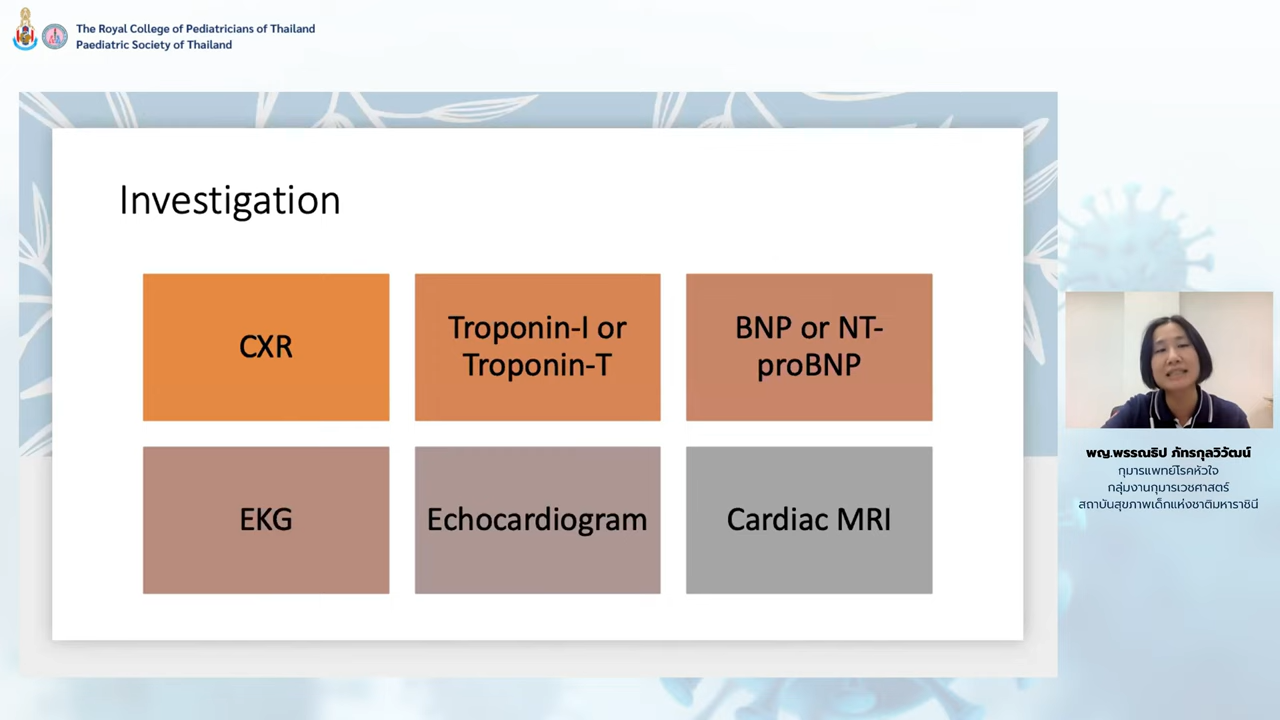 The Royal College of Pediatricians of Thailand
Paediatric Society of Thailand
Investigation
CXR
Troponin-I or
Troponin-T
BNP or NT-
proBNP
EKG
Echocardiogram
Cardiac MRI
พญ.พรรณธิป ภัทรกุลวิวัฒน์
กุมารแพทย์โรคหัวใจ
กลุ่มงานกุมารเวชศาสตร์
สถาบันสุขภาพเด็กแห่งชาติมหาราชินี